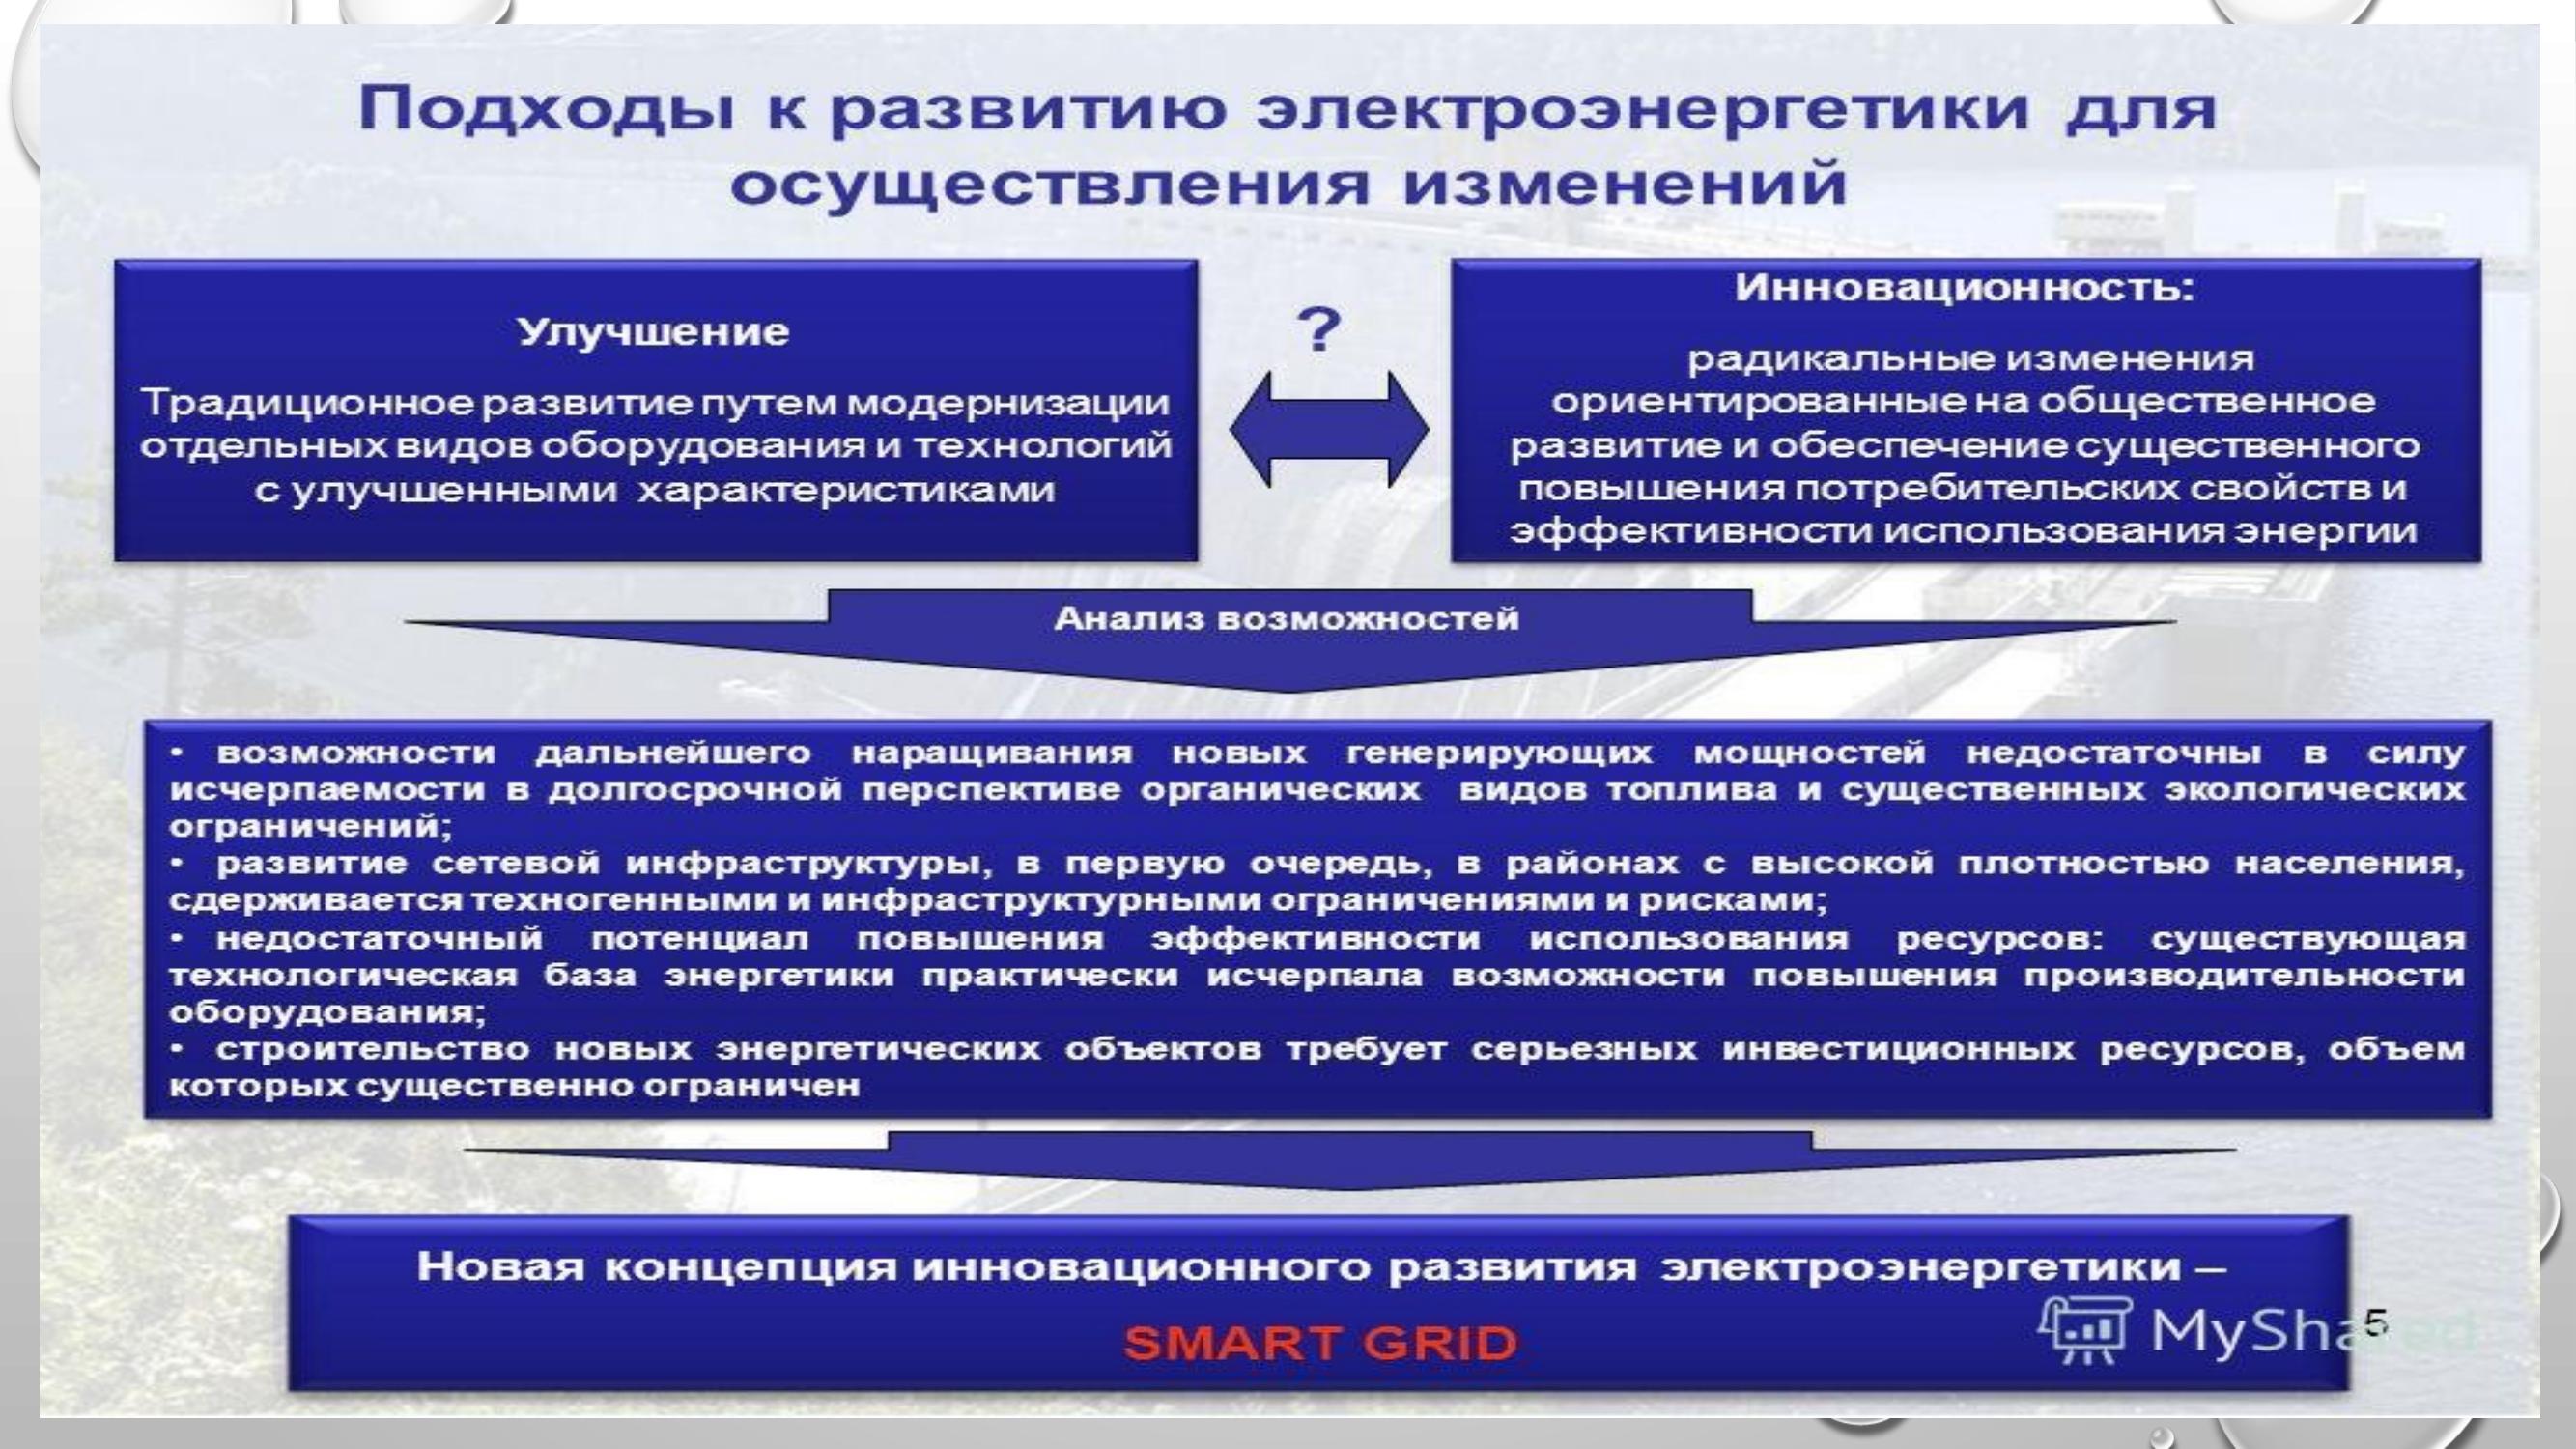 Подходы к развитию электроэнергетики для
осуществления изменений
Улучшение
Традиционное развитие путем модернизации
отдельных видов оборудования и технологий
с улучшенными характеристиками
?
Инновационность:
радикальные изменения
ориентированные на общественное
развитие и обеспечение существенного
повышения потребительских свойств и
эффективности использования энергии
Анализ возможностей
• возможности дальнейшего наращивания новых генерирующих мощностей недостаточны в силу
исчерпаемости в долгосрочной перспективе органических видов топлива и существенных экологических
ограничений;
• развитие сетевой инфраструктуры, в первую очередь, в районах с высокой плотностью населения,
сдерживается техногенными и инфраструктурными ограничениями и рисками;
• недостаточный потенциал повышения эффективности использования ресурсов: существующая
технологическая база энергетики практически исчерпала возможности повышения производительности
оборудования;
• строительство новых энергетических объектов требует серьезных инвестиционных ресурсов, объем
которых существенно ограничен
Новая концепция инновационного развития электроэнергетики –
SMART GRID
MyShared
5